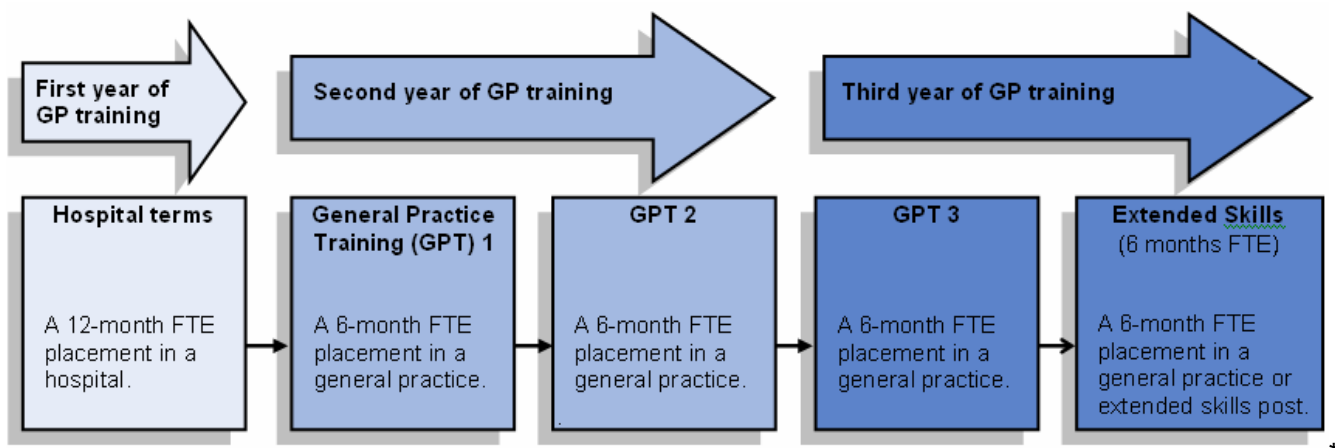 First year of
GP training
Second year of GP training
Third year of GP training
Hospital terms
A 12-month FTE
placement in a
hospital.
General Practice
Training (GPT) 1
A 6-month FTE
placement in a
general practice.
GPT 2
A 6-month FTE
placement in a
general practice.
.
GPT 3
A 6-month FTE
placement in a
general practice.
Extended Skills
(6 months FTE)
A 6-month FTE
placement in a
general practice or
extended skills post.